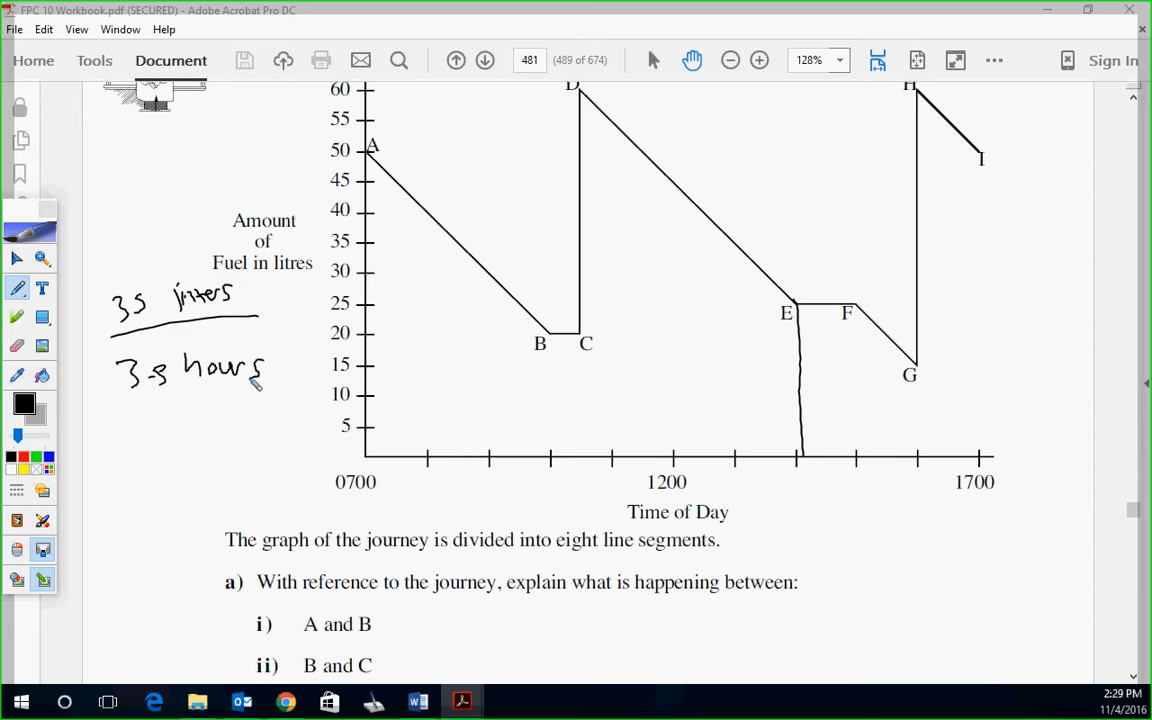 FPC 10 Workbook.pdf (SECURED) - Adobe Acrobat Pro DC
File Edit View Window Help
Home Tools Document 481 (489 of 674) 128% Sign In
D H
60
55
50 A I
45
40
35
30
25 E F
20 B C
15 G
10
5
Amount
of
Fuel in litres
35 litters
3.5 hours
0700 1200 1700
Time of Day
The graph of the journey is divided into eight line segments.
a) With reference to the journey, explain what is happening between:
i) A and B
ii) B and C
2:29 PM
11/4/2016